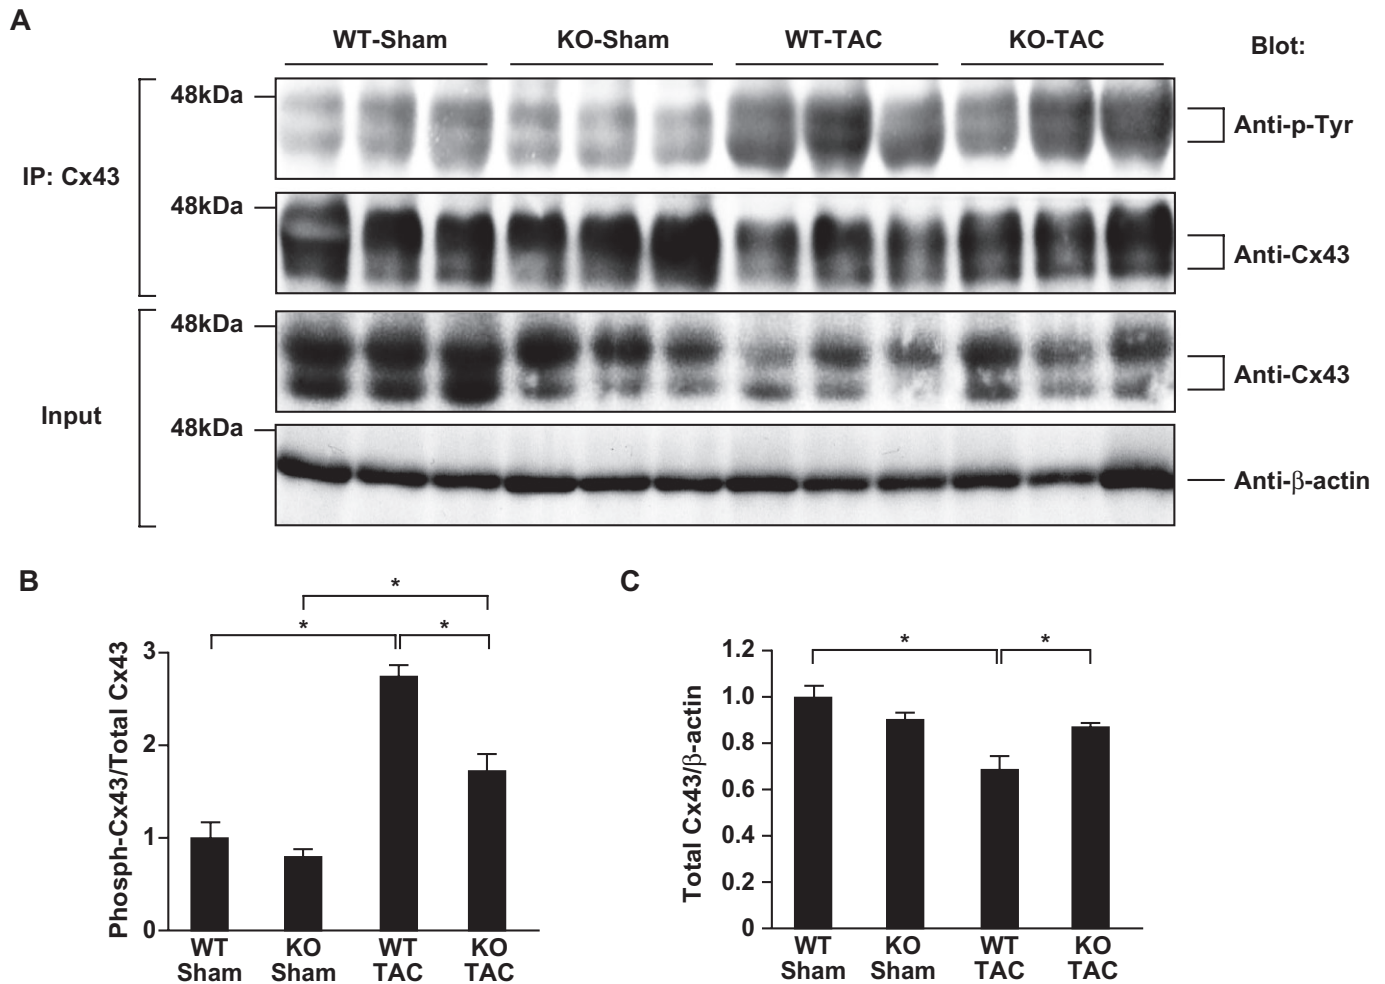 A
WT-Sham KO-Sham WT-TAC KO-TAC Blot:
48kDa
Anti-p-Tyr
IP: Cx43
48kDa
Anti-Cx43
48kDa
Anti-Cx43
Input
48kDa
Anti-β-actin
B
*
* *
Phosph-Cx43/Total Cx43
3
2
1
0
WT KO WT KO
Sham Sham TAC TAC
C
* *
Total Cx43/β-actin
1.2
1.0
0.8
0.6
0.4
0.2
0
WT KO WT KO
Sham Sham TAC TAC